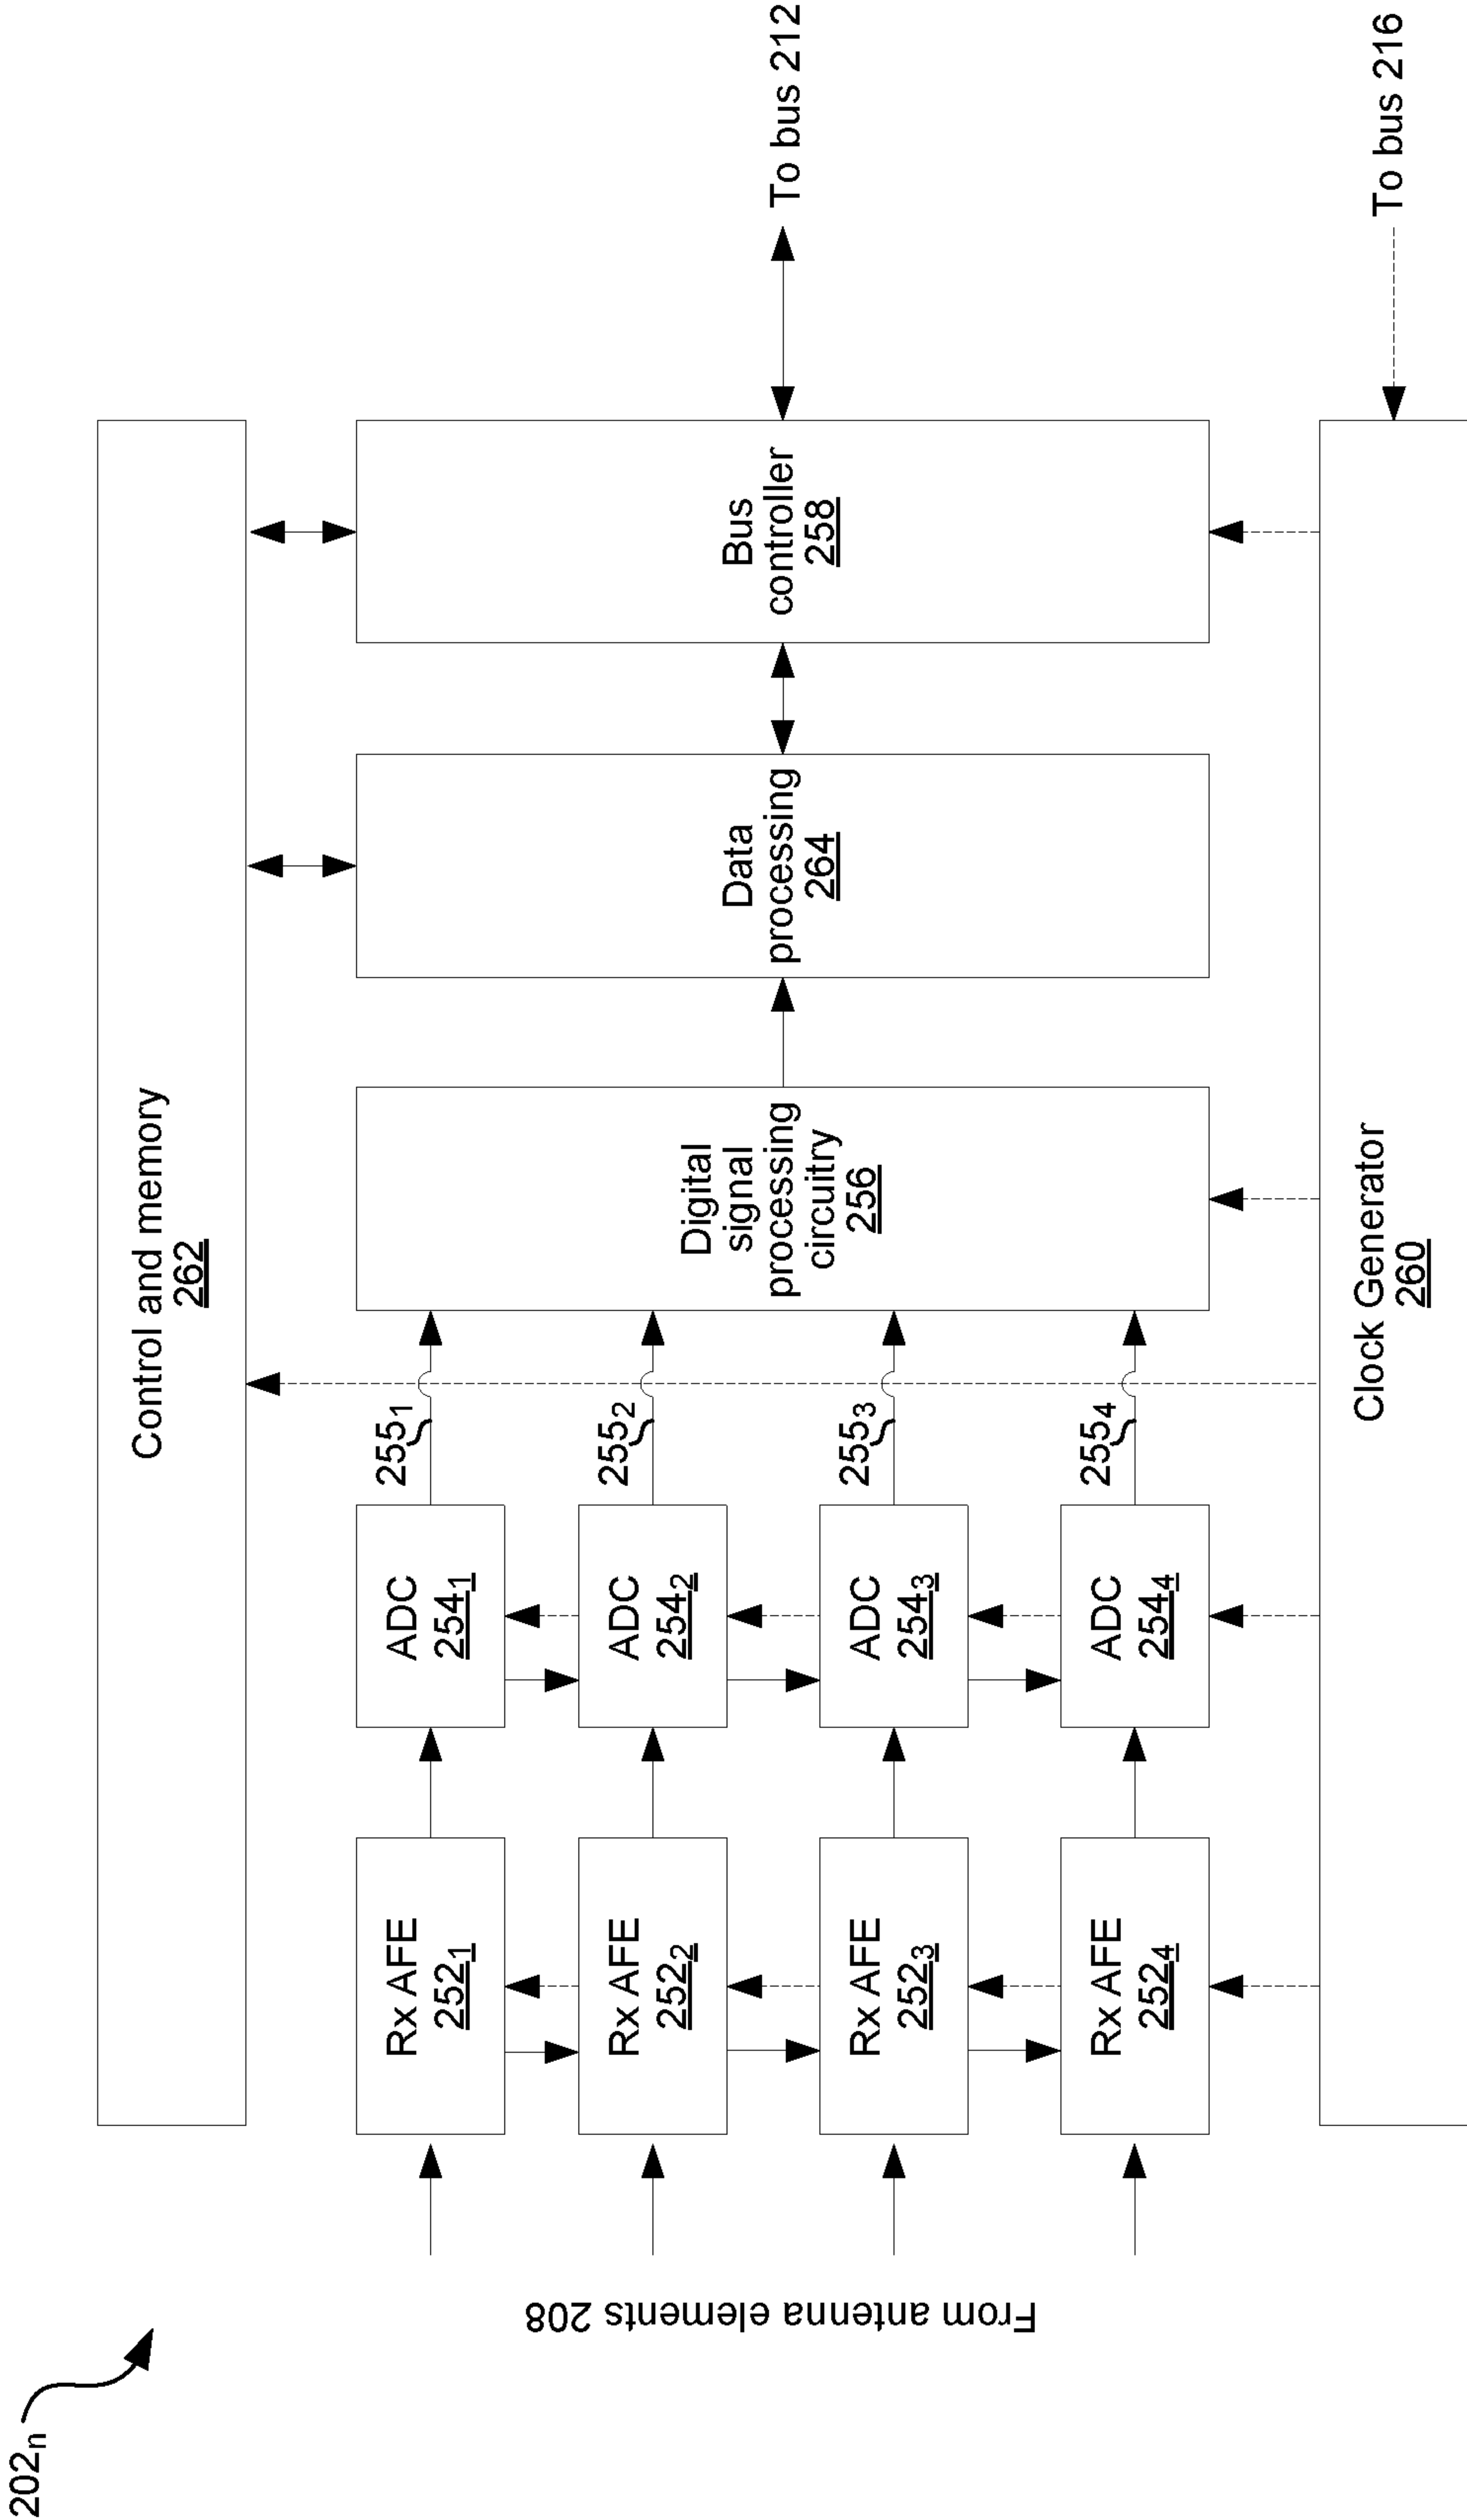 202n
Control and memory
262
From antenna elements 208
Rx AFE
2521
ADC
2541
2551
Rx AFE
2522
ADC
2542
2552
Rx AFE
2523
ADC
2543
2553
Rx AFE
2524
ADC
2544
2554
Digital
signal
processing
circuitry
256
Data
processing
264
Bus
controller
258
To bus 212
Clock Generator
260
To bus 216